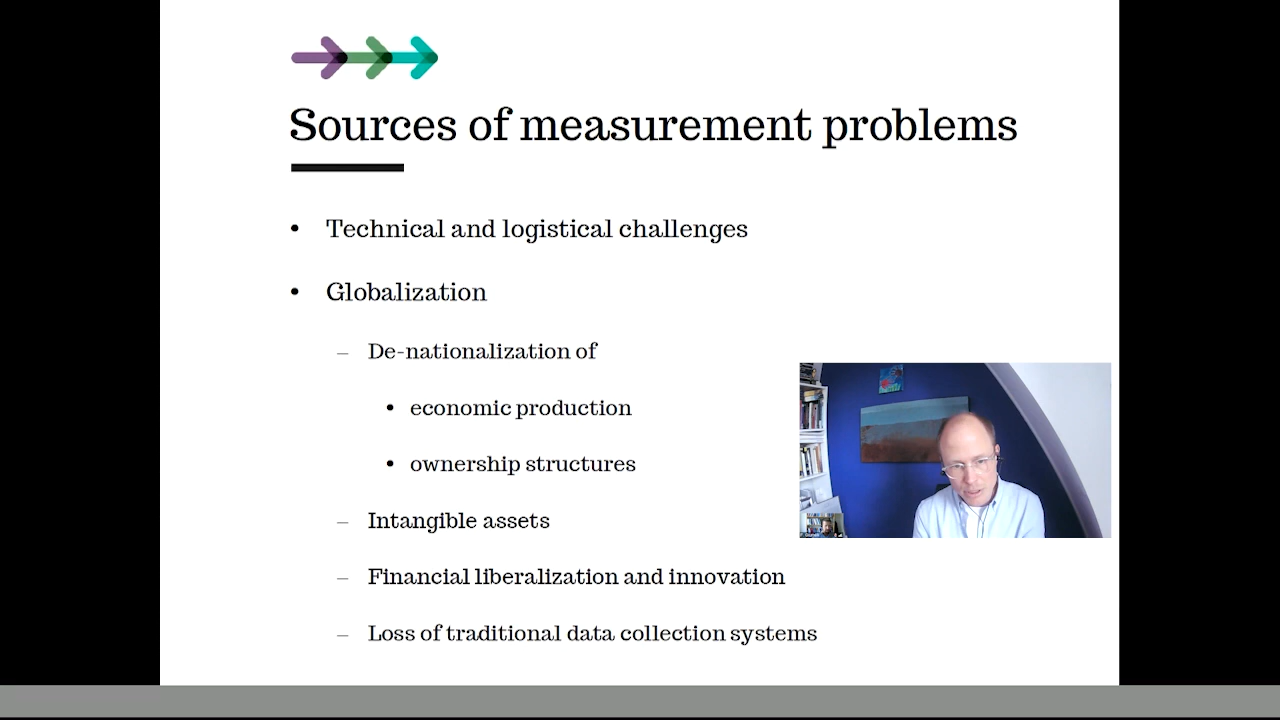 Sources of measurement problems
• Technical and logistical challenges
• Globalization
– De-nationalization of
• economic production
• ownership structures
– Intangible assets
– Financial liberalization and innovation
– Loss of traditional data collection systems